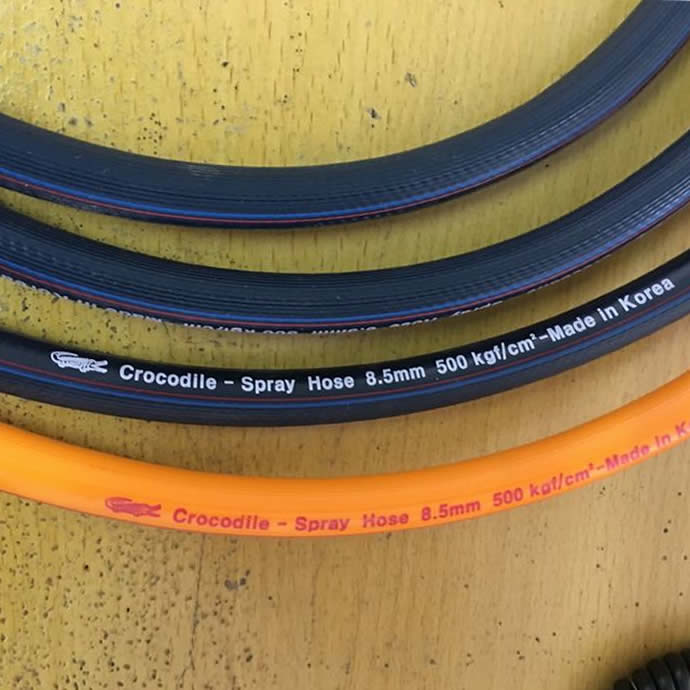 Crocodile - Spray Hose 8.5mm 500 kgf/cm²-Made in Korea
Crocodile - Spray Hose 8.5mm 500 kgf/cm²-Made in K